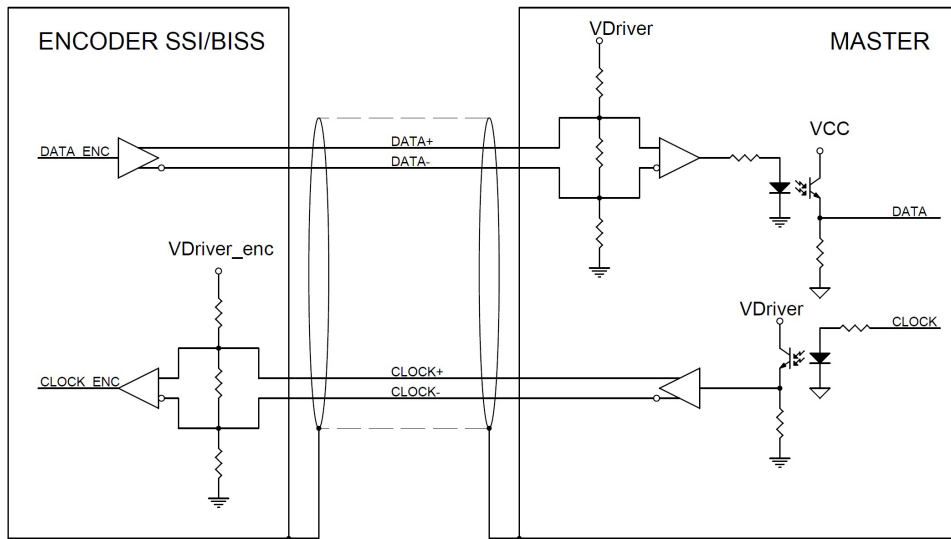 ENCODER SSI/BISS
MASTER
VDriver
VCC
DATA_ENC
DATA+
DATA-
DATA
VDriver_enc
VDriver
CLOCK
CLOCK_ENC
CLOCK+
CLOCK-